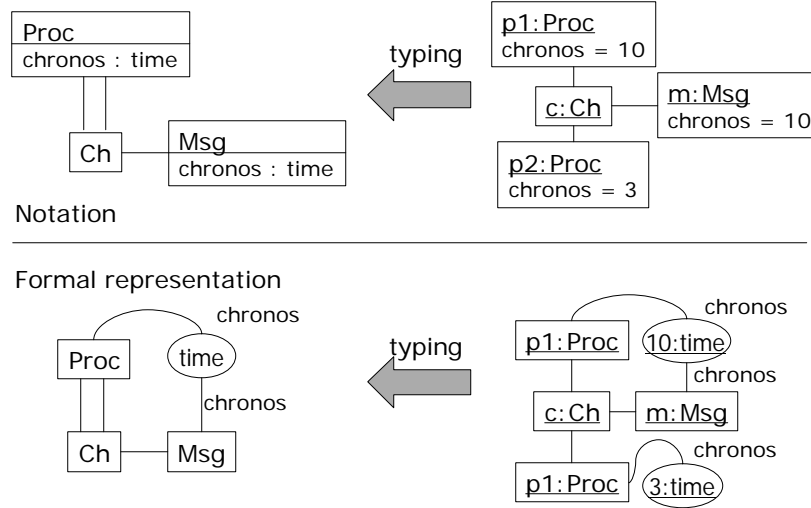 Proc
chronos : time
Ch
Msg
chronos : time
typing
p1:Proc
chronos = 10
c:Ch
m:Msg
chronos = 10
p2:Proc
chronos = 3
Notation
Formal representation
chronos
Proc
time
chronos
Ch
Msg
typing
chronos
p1:Proc
10:time
chronos
c:Ch
m:Msg
chronos
p1:Proc
3:time